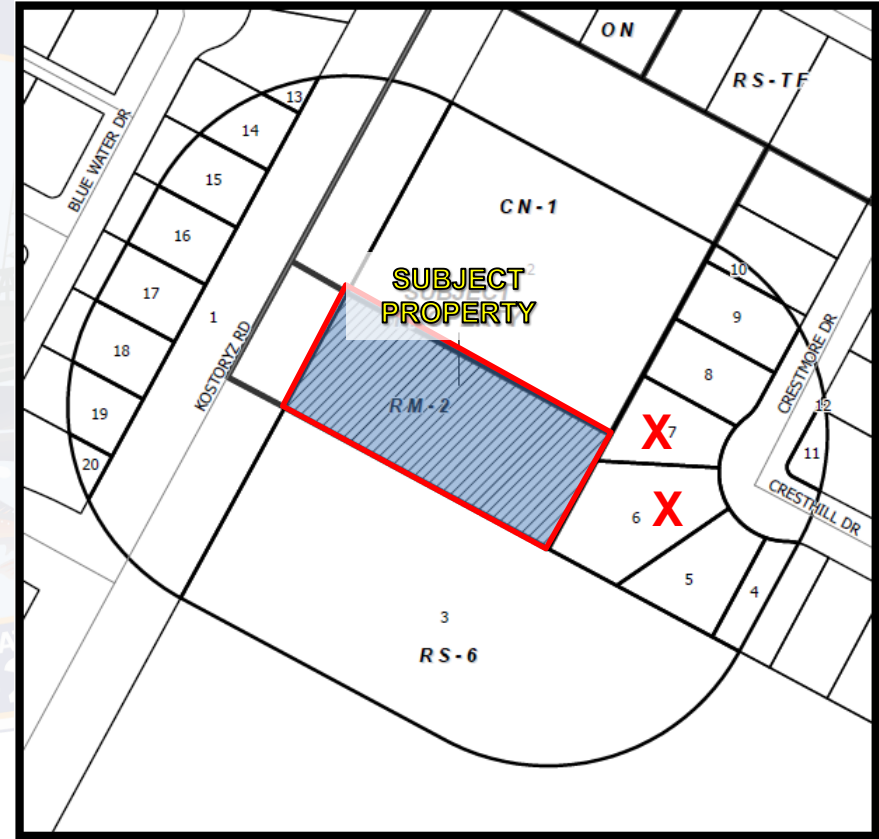 ON
RS-TF
13
14
BLUE WATER DR
15
CN-1
16
10
2
SUBJECT
PROPERTY
17
9
1
KOSTORYZ RD
18
8
CRESTMORE DR
RM-2
19
12
X 7
20
11
6 X
CRESTHILL DR
5
4
3
RS-6